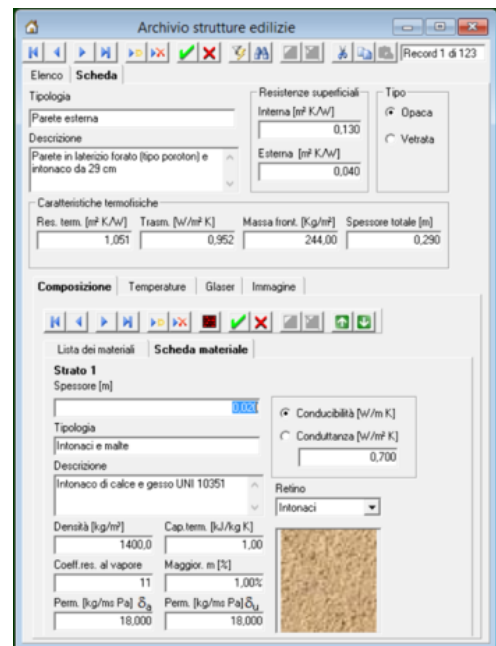 Archivio strutture edilizie
Record 1 di 123
Elenco Scheda
Tipologia
Parete esterna
Descrizione
Parete in laterizio forato (tipo poroton) e
intonaco da 29 cm
Resistenze superficiali
Interna [m² K/W]
0,130
Esterna [m² K/W]
0,040
Tipo
Opaca
Vetrata
Caratteristiche termofisiche
Res. term. [m² K/W] Trasm. [W/m² K] Massa front. [Kg/m²] Spessore totale [m]
1,051 0,952 244,00 0,290
Composizione Temperature Glaser Immagine
Lista dei materiali Scheda materiale
Strato 1
Spessore [m]
0,020
Tipologia
Intonaci e malte
Descrizione
Intonaco di calce e gesso UNI 10351
Conducibilità [W/m K]
Conduttanza [W/m² K]
0,700
Retino
Intonaci
Densità [kg/m³] Cap.term. [kJ/kg K]
1400,0 1,00
Coeff.res. al vapore Maggior. m [%]
11 1,00%
Perm. [kg/ms Pa] δa Perm. [kg/ms Pa] δu
18,000 18,000